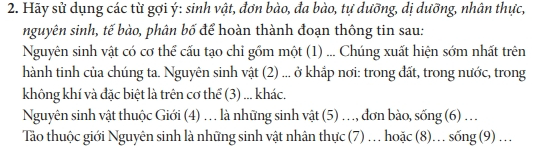 2. Hãy sử dụng các từ gợi ý: sinh vật, đơn bào, đa bào, tự dưỡng, dị dưỡng, nhân thực,
nguyên sinh, tế bào, phân bố để hoàn thành đoạn thông tin sau:
Nguyên sinh vật có cơ thể cấu tạo chỉ gồm một (1) ... Chúng xuất hiện sớm nhất trên
hành tinh của chúng ta. Nguyên sinh vật (2) ... ở khắp nơi: trong đất, trong nước, trong
không khí và đặc biệt là trên cơ thể (3) ... khác.
Nguyên sinh vật thuộc Giới (4) … là những sinh vật (5) …, đơn bào, sống (6) …
Tảo thuộc giới Nguyên sinh là những sinh vật nhân thực (7) … hoặc (8)… sống (9) …